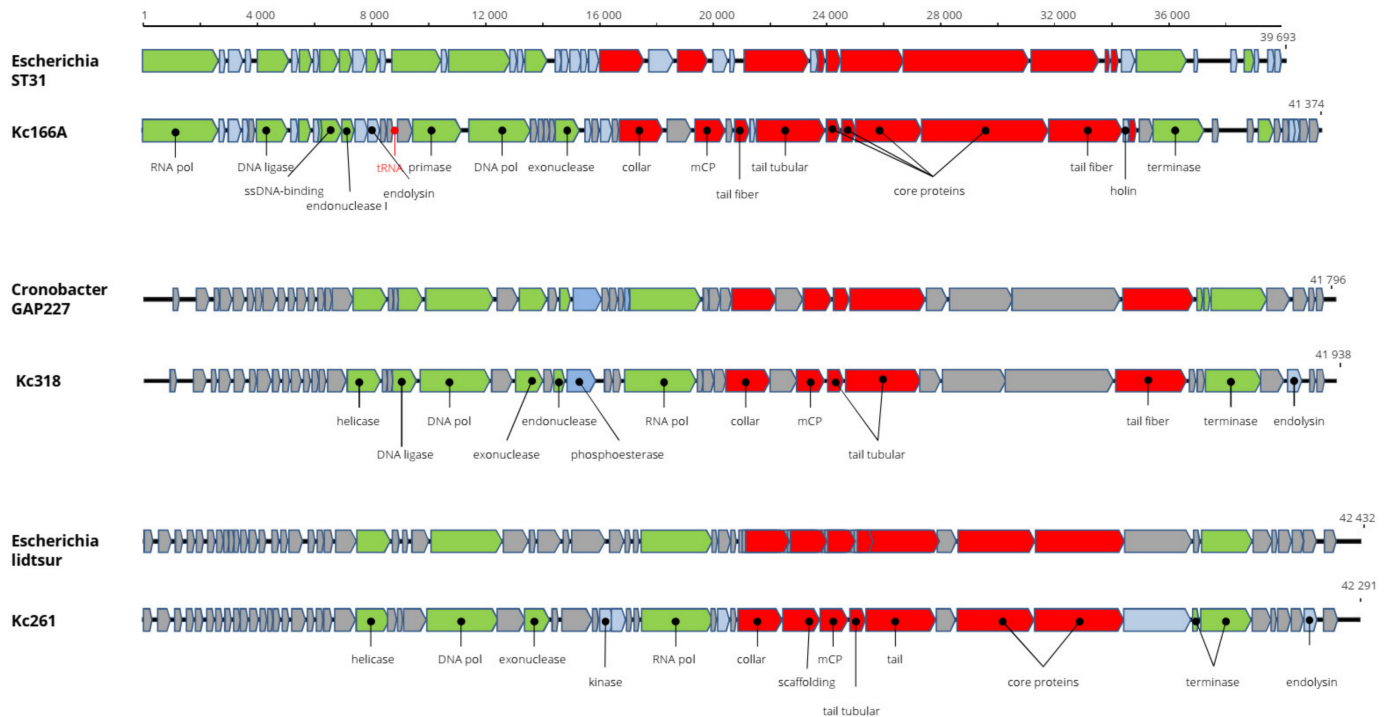 1 4 000 8 000 12 000 16 000 20 000 24 000 28 000 32 000 36 000
39 693
Escherichia
ST31
41 374
Kc166A
RNA pol DNA ligase tRNA primase DNA pol exonuclease collar mCP tail tubular tail fiber terminase
ssDNA-binding endolysin tail fiber core proteins holin
endonuclease I
Cronobacter
GAP227
41 796
41 938
Kc318
helicase DNA pol endonuclease RNA pol collar mCP tail fiber terminase endolysin
DNA ligase exonuclease phosphoesterase tail tubular
42 432
Escherichia
lidtsur
42 291
Kc261
helicase DNA pol exonuclease RNA pol collar mCP tail
kinase scaffolding core proteins terminase endolysin
tail tubular